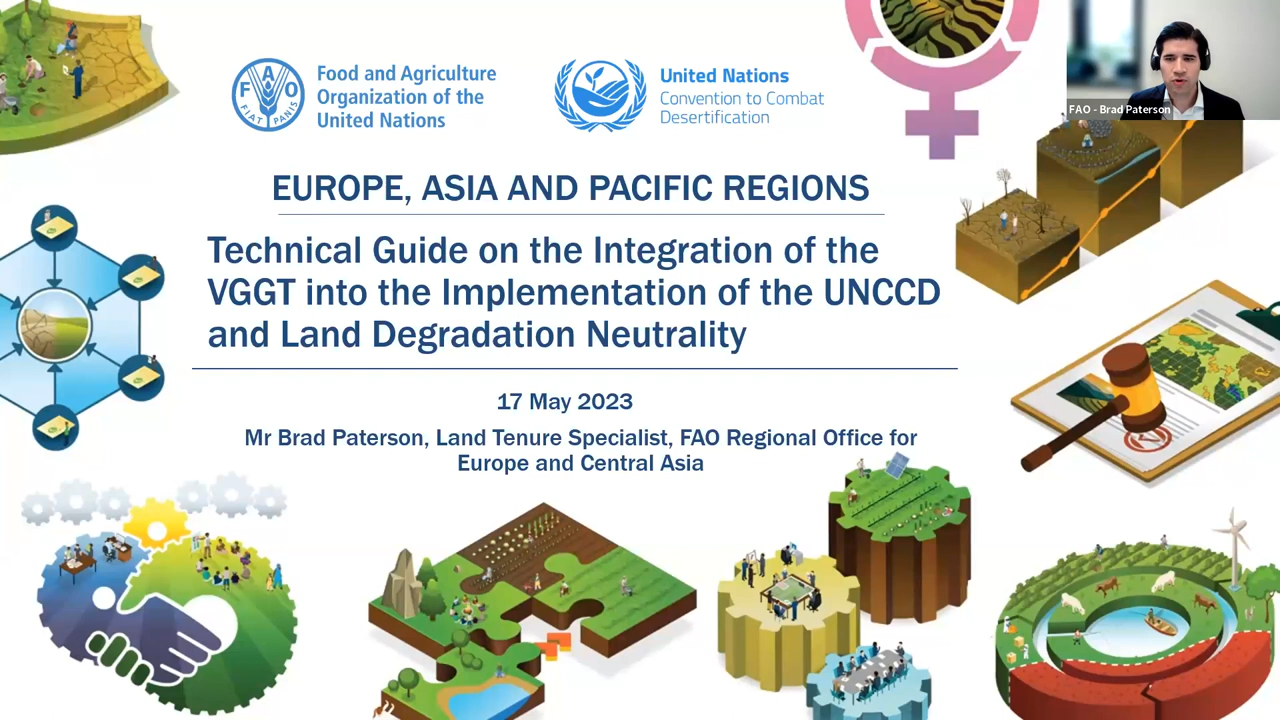 Food and Agriculture
Organization of the
United Nations
F A O
FIAT PANIS
United Nations
Convention to Combat
Desertification
FAO - Brad Paterson
EUROPE, ASIA AND PACIFIC REGIONS
Technical Guide on the Integration of the
VGGT into the Implementation of the UNCCD
and Land Degradation Neutrality
17 May 2023
Mr Brad Paterson, Land Tenure Specialist, FAO Regional Office for
Europe and Central Asia